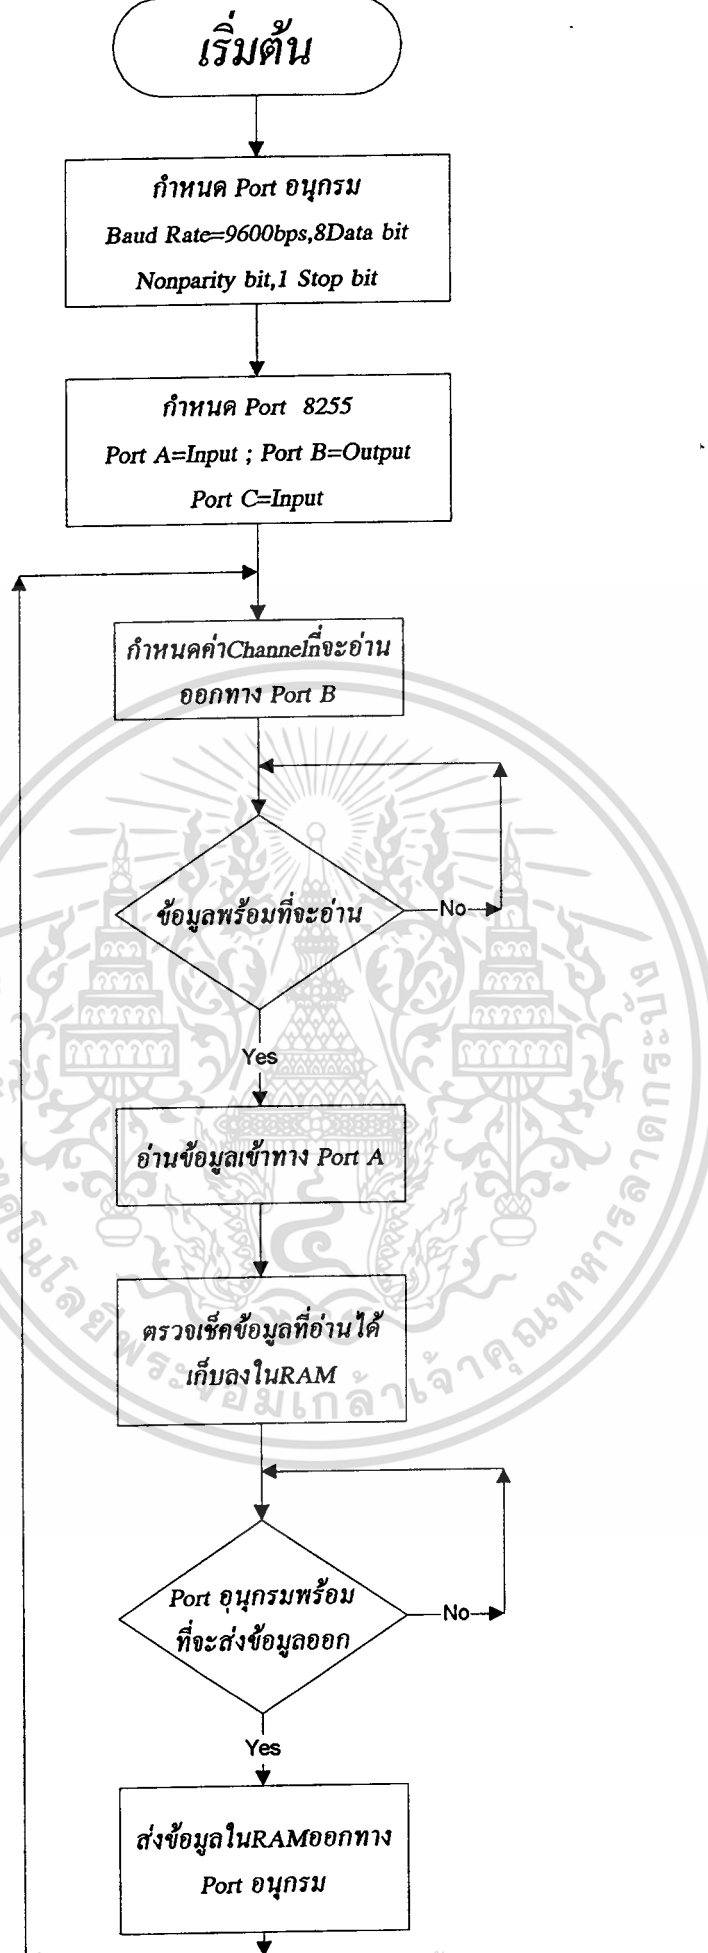 เริ่มต้น
กำหนด Port อนุกรม
Baud Rate=9600bps,8Data bit
Nonparity bit,1 Stop bit
กำหนด Port 8255
Port A=Input ; Port B=Output
Port C=Input
กำหนดค่าChannelที่จะอ่าน
ออกทาง Port B
ข้อมูลพร้อมที่จะอ่าน
No
Yes
อ่านข้อมูลเข้าทาง Port A
ตรวจเช็คข้อมูลที่อ่านได้
เก็บลงในRAM
Port อนุกรมพร้อม
ที่จะส่งข้อมูลออก
No
Yes
ส่งข้อมูลในRAMออกทาง
Port อนุกรม